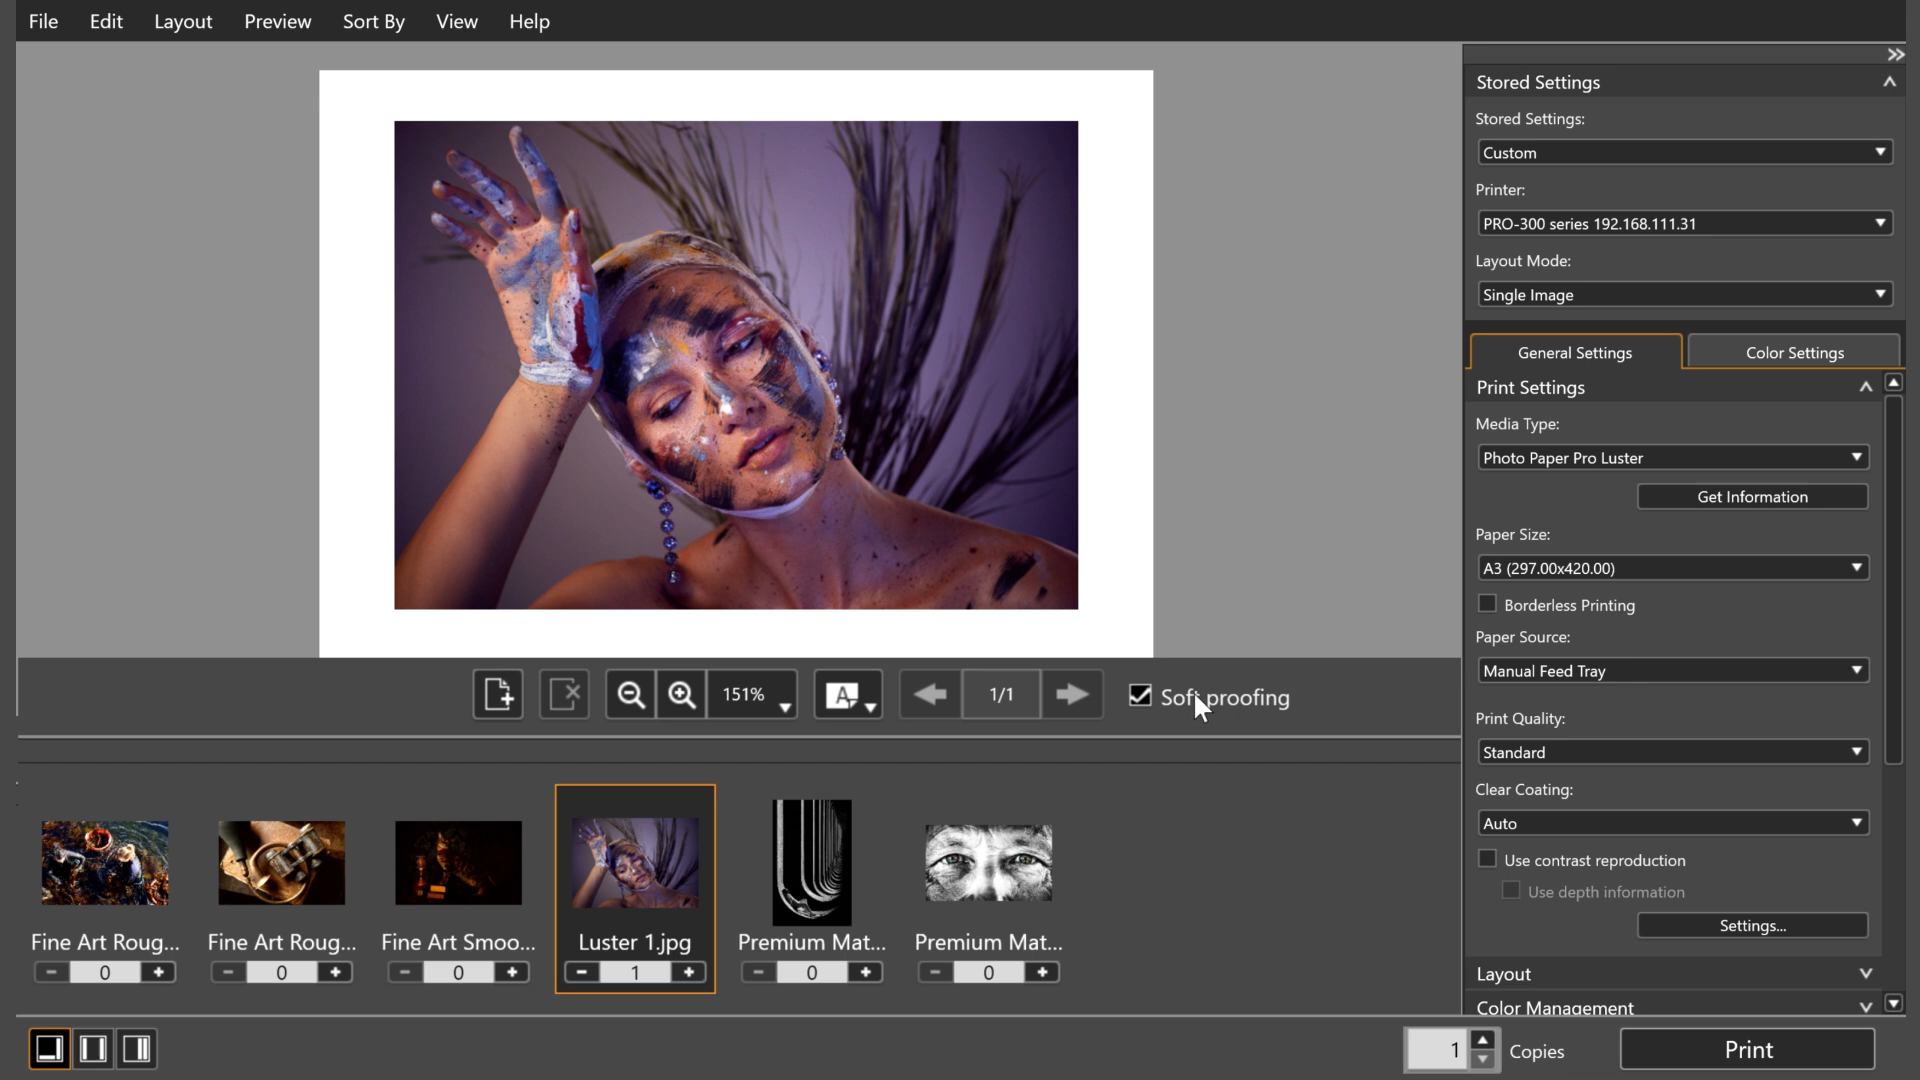 File Edit Layout Preview Sort By View Help
Stored Settings
Stored Settings:
Custom
Printer:
PRO-300 series 192.168.111.31
Layout Mode:
Single Image
General Settings Color Settings
Print Settings
Media Type:
Photo Paper Pro Luster
Get Information
Paper Size:
A3 (297.00x420.00)
Borderless Printing
Paper Source:
Manual Feed Tray
Print Quality:
Standard
Clear Coating:
Auto
Use contrast reproduction
Use depth information
Settings...
Layout
Color Management
151% A 1/1 Soft proofing
Fine Art Roug... Fine Art Roug... Fine Art Smoo... Luster 1.jpg Premium Mat... Premium Mat...
- 0 + - 0 + - 0 + - 1 + - 0 + - 0 +
1 Copies Print